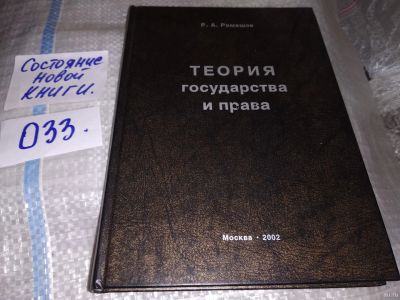 Состояние
новой
книги.
033.
Р. А. Ромашов
ТЕОРИЯ
государства
и права
Москва • 2002